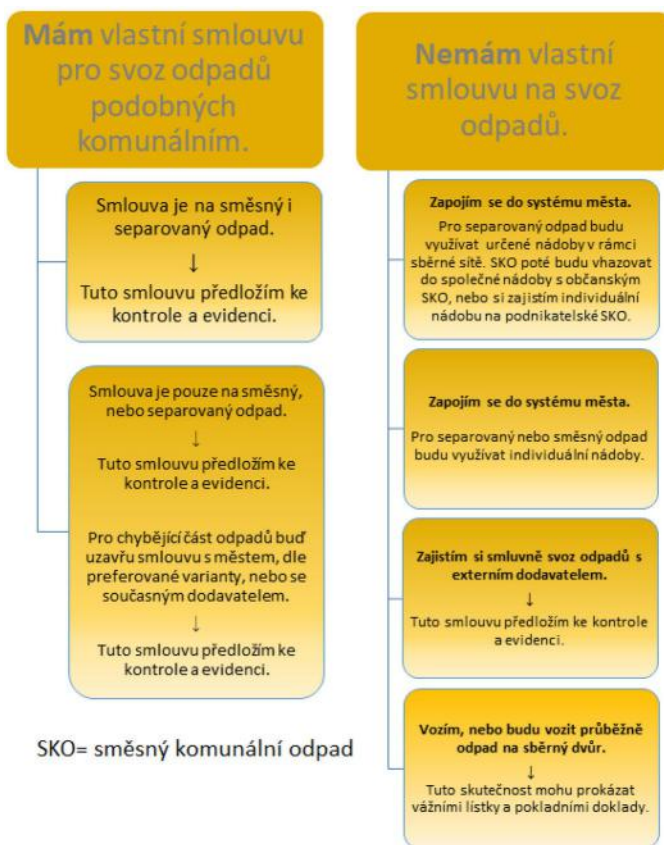 Mám vlastní smlouvu
pro svoz odpadů
podobných
komunálním.
Smlouva je na směsný i
separovaný odpad.
↓
Tuto smlouvu předložím ke
kontrole a evidenci.
Smlouva je pouze na směsný,
nebo separovaný odpad.
↓
Tuto smlouvu předložím ke
kontrole a evidenci.
Pro chybějící část odpadů buď
uzavřu smlouvu s městem, dle
preferované varianty, nebo se
současným dodavatelem.
↓
Tuto smlouvu předložím ke
kontrole a evidenci.
SKO= směsný komunální odpad
Nemám vlastní
smlouvu na svoz
odpadů.
Zapojím se do systému města.
Pro separovaný odpad budu
využívat určené nádoby v rámci
sběrné sítě. SKO poté budu vhazovat
do společné nádoby s občanským
SKO, nebo si zajistím individuální
nádobu na podnikatelské SKO.
Zapojím se do systému města.
Pro separovaný nebo směsný odpad
budu využívat individuální nádoby.
Zajistím si smluvně svoz odpadů s
externím dodavatelem.
↓
Tuto smlouvu předložím ke kontrole
a evidenci.
Vozím, nebo budu vozit průběžně
odpad na sběrný dvůr.
↓
Tuto skutečnost mohu prokázat
vážními lístky a pokladními doklady.